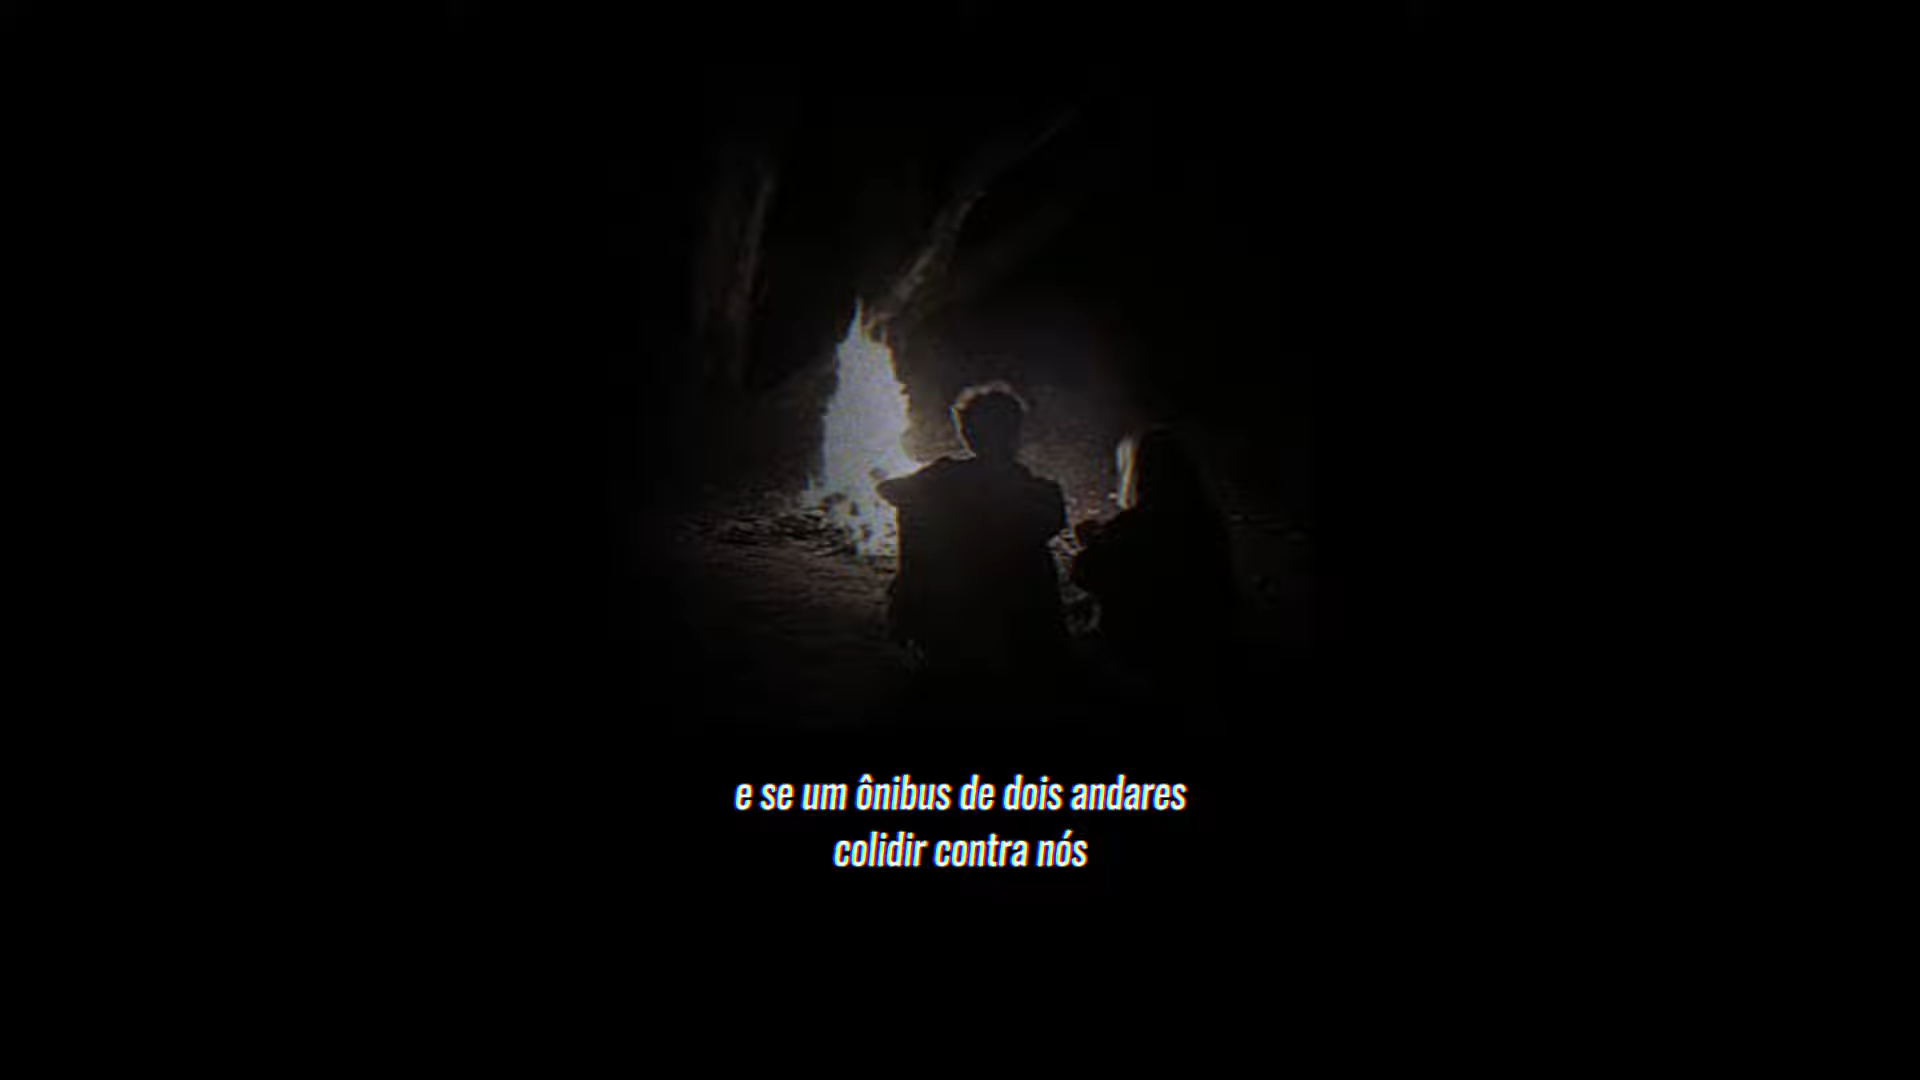 e se um ônibus de dois andares
colidir contra nós